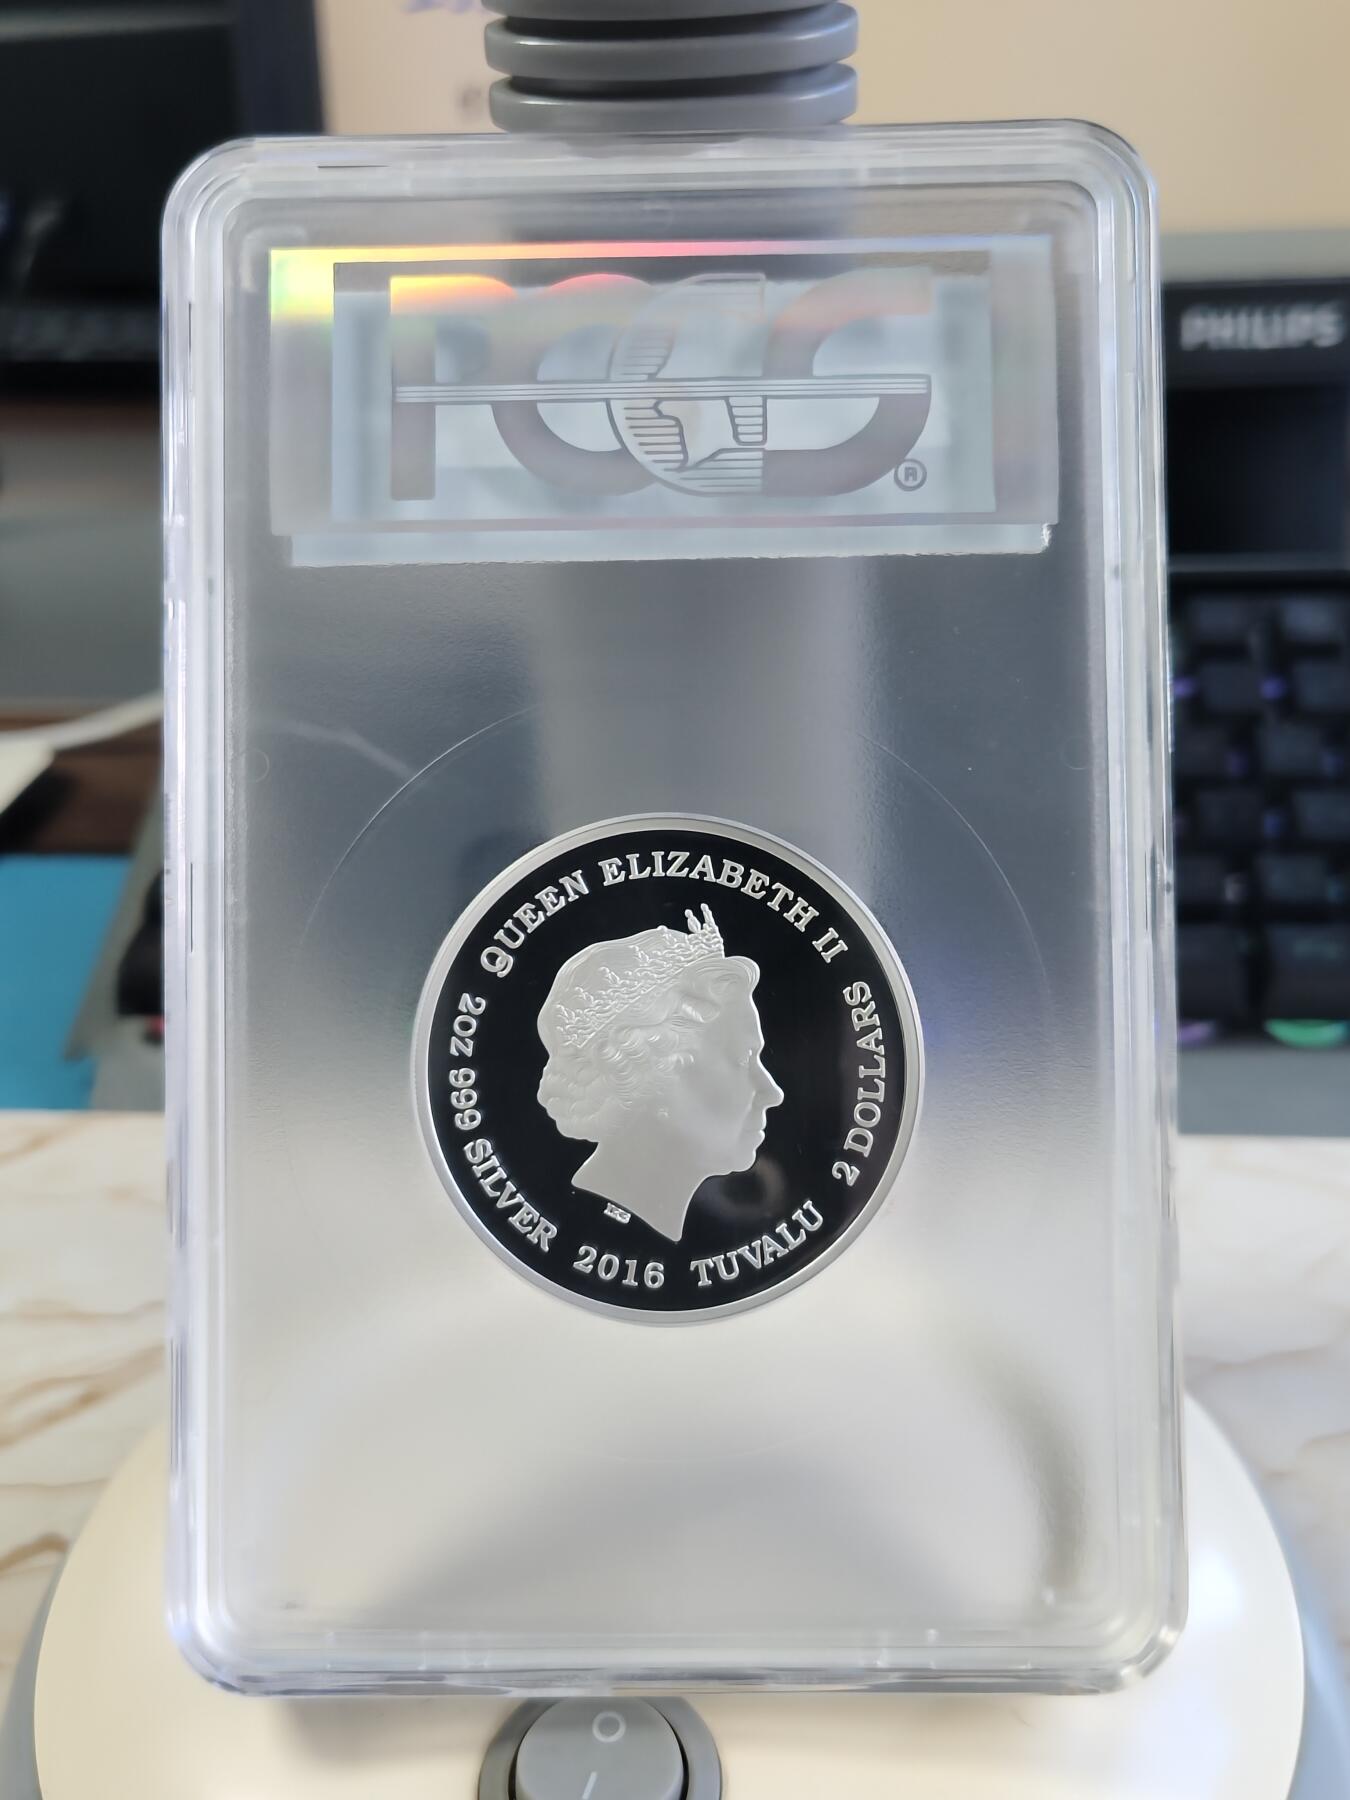 PCGS
®
PHILIPS
QUEEN ELIZABETH II
2 DOLLARS
TUVALU
2016
2OZ 999 SILVER